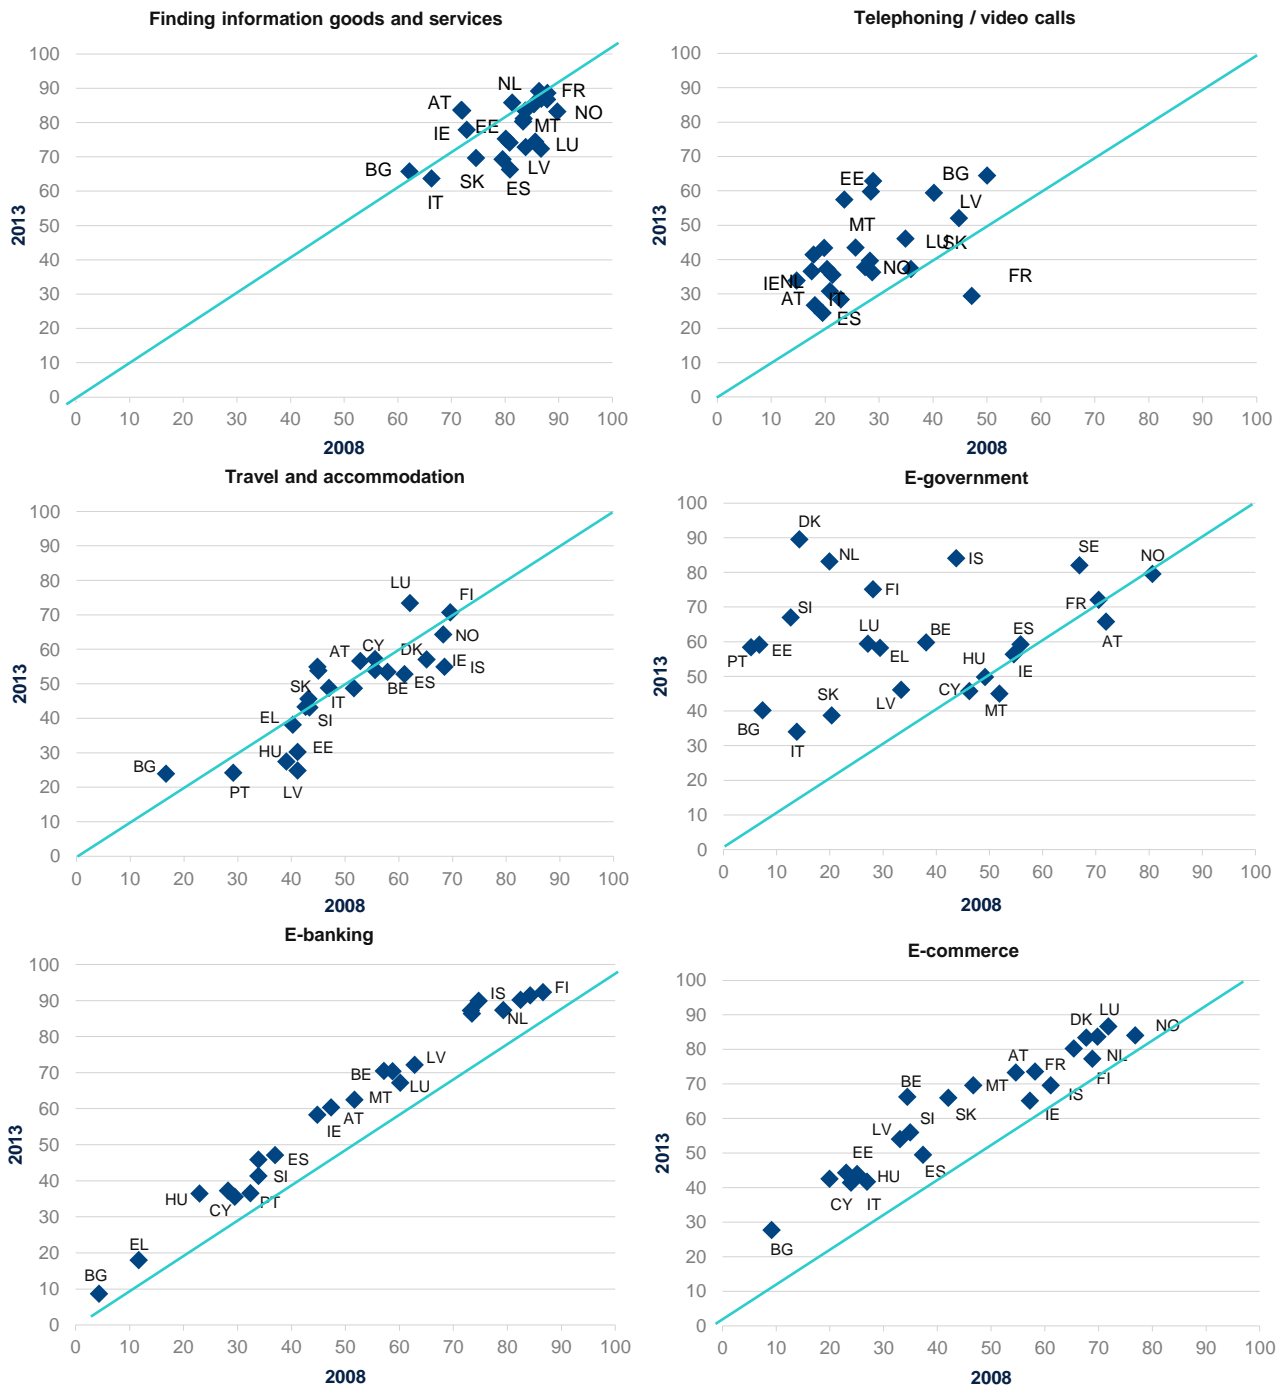 Finding information goods and services
100
90
80
70
60
50
40
30
20
10
0
2013
NL
FR
AT
NO
IE
EE
MT
LU
BG
SK
LV
IT
ES
0 10 20 30 40 50 60 70 80 90 100
2008
Telephoning / video calls
100
90
80
70
60
50
40
30
20
10
0
2013
EE
BG
LV
MT
LU
SK
NO
FR
IE
NL
AT
IT
ES
0 10 20 30 40 50 60 70 80 90 100
2008
Travel and accommodation
100
90
80
70
60
50
40
30
20
10
0
2013
LU
FI
NO
AT
CY
DK
IE
IS
SK
IT
BE
ES
EL
SI
HU
EE
BG
PT
LV
0 10 20 30 40 50 60 70 80 90 100
2008
E-government
100
90
80
70
60
50
40
30
20
10
0
2013
DK
NL
IS
SE
NO
FI
SI
FR
LU
BE
ES
AT
PT
EE
EL
IE
HU
LV
CY
MT
SK
BG
IT
0 10 20 30 40 50 60 70 80 90 100
2008
E-banking
100
90
80
70
60
50
40
30
20
10
0
2013
IS
FI
NL
LV
BE
LU
MT
AT
IE
ES
SI
HU
CY
PT
EL
BG
0 10 20 30 40 50 60 70 80 90 100
2008
E-commerce
100
90
80
70
60
50
40
30
20
10
0
2013
LU
DK
NO
AT
FR
NL
FI
BE
MT
IS
SK
IE
SI
LV
EE
ES
HU
CY
IT
BG
0 10 20 30 40 50 60 70 80 90 100
2008